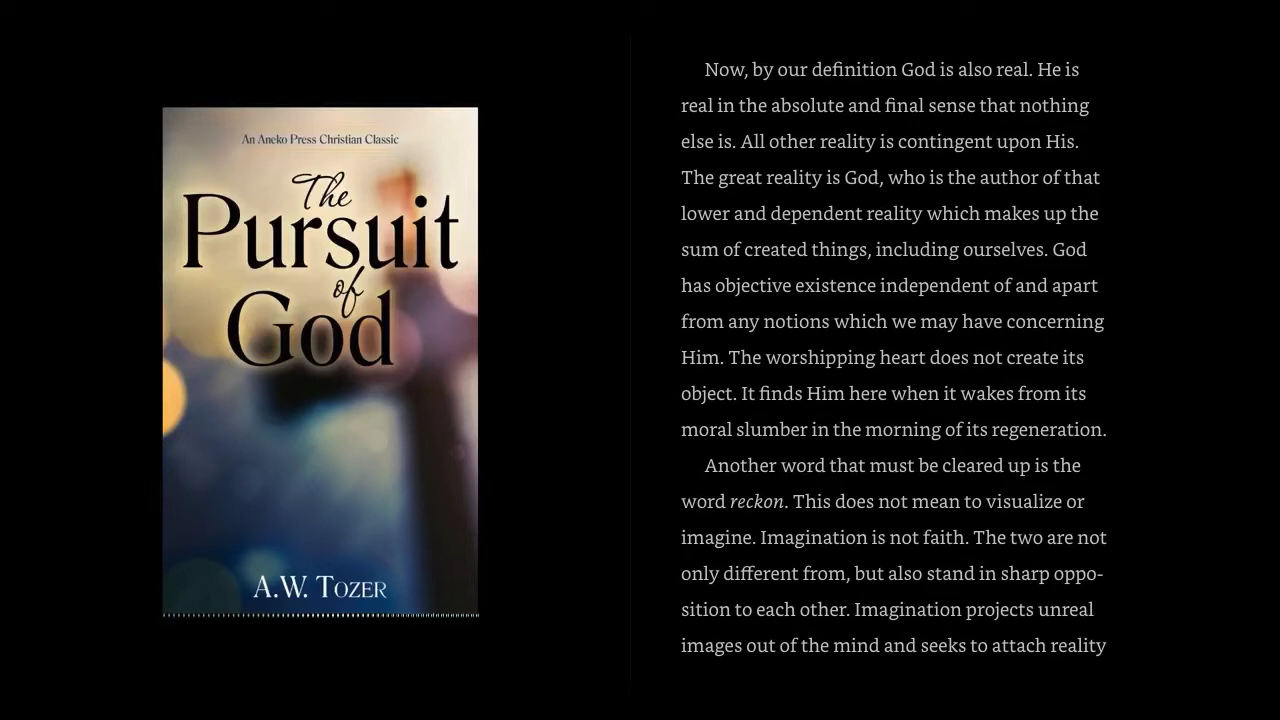 An Aneko Press Christian Classic
The
Pursuit
of
God
A.W. Tozer
Now, by our definition God is also real. He is
real in the absolute and final sense that nothing
else is. All other reality is contingent upon His.
The great reality is God, who is the author of that
lower and dependent reality which makes up the
sum of created things, including ourselves. God
has objective existence independent of and apart
from any notions which we may have concerning
Him. The worshipping heart does not create its
object. It finds Him here when it wakes from its
moral slumber in the morning of its regeneration.
Another word that must be cleared up is the
word reckon. This does not mean to visualize or
imagine. Imagination is not faith. The two are not
only different from, but also stand in sharp oppo-
sition to each other. Imagination projects unreal
images out of the mind and seeks to attach reality